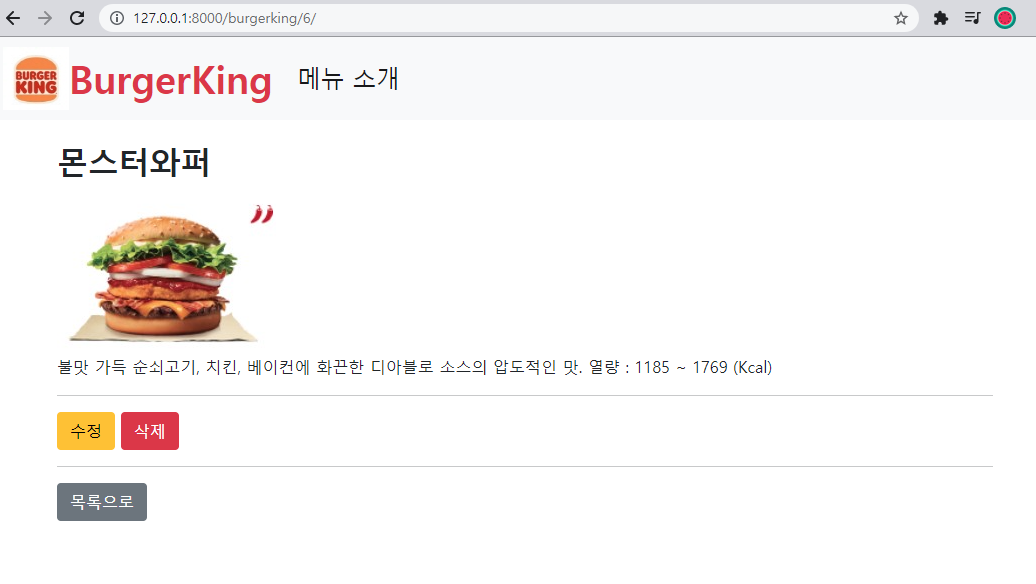 127.0.0.1:8000/burgerking/6/
BURGER
KING
BurgerKing 메뉴 소개
몬스터와퍼
불맛 가득 순쇠고기, 치킨, 베이컨에 화끈한 디아블로 소스의 압도적인 맛. 열량 : 1185 ~ 1769 (Kcal)
수정 삭제
목록으로